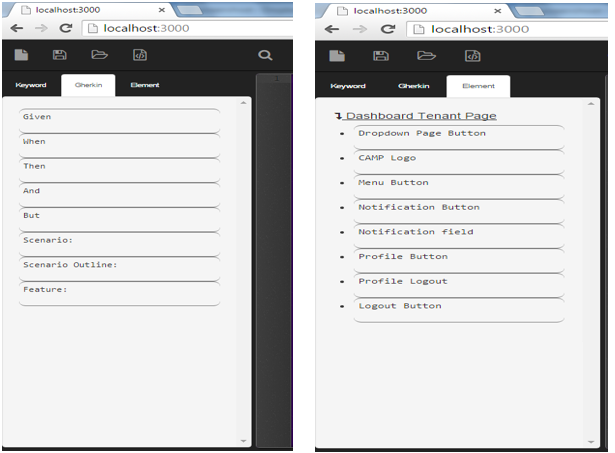 localhost:3000
localhost:3000
Keyword Gherkin Element
1
Given
When
Then
And
But
Scenario:
Scenario Outline:
Feature:
localhost:3000
localhost:3000
Keyword Gherkin Element
Dashboard Tenant Page
Dropdown Page Button
CAMP Logo
Menu Button
Notification Button
Notification field
Profile Button
Profile Logout
Logout Button